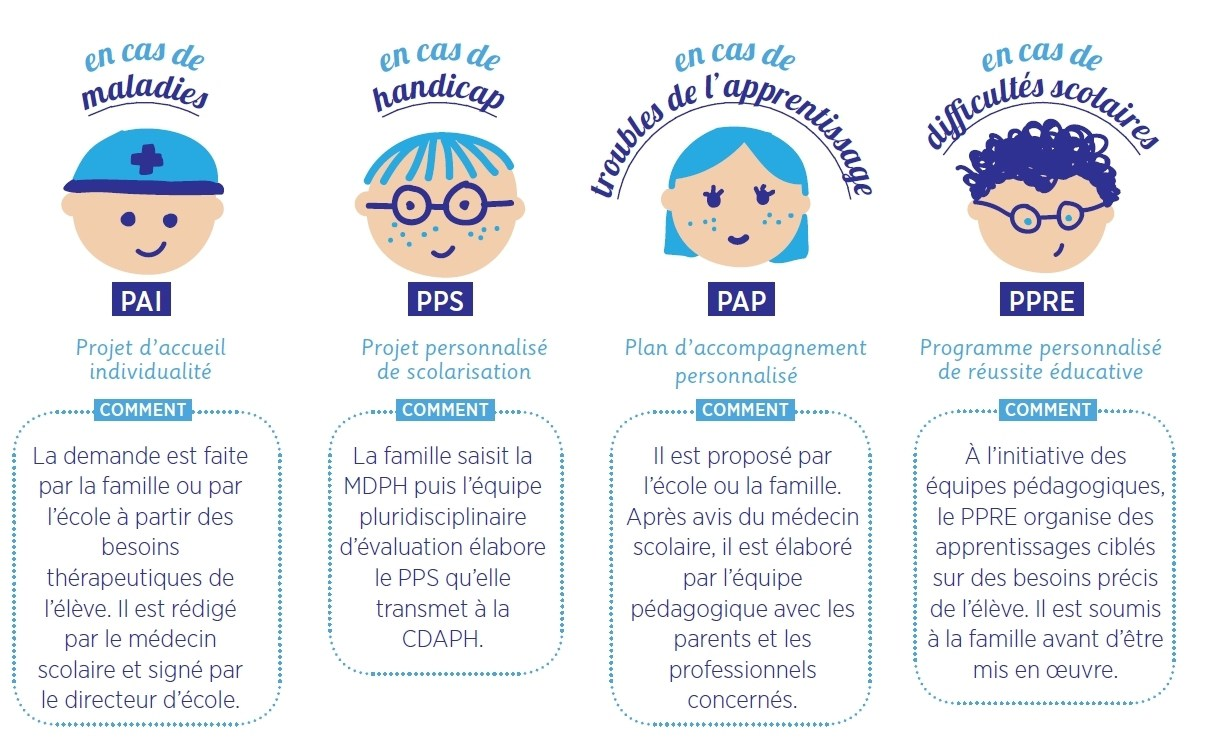 en cas de
maladies
PAI
Projet d'accueil
individualité
COMMENT
La demande est faite
par la famille ou par
l'école à partir des
besoins
thérapeutiques de
l'élève. Il est rédigé
par le médecin
scolaire et signé par
le directeur d'école.
en cas de
handicap
PPS
Projet personnalisé
de scolarisation
COMMENT
La famille saisit la
MDPH puis l'équipe
pluridisciplinaire
d'évaluation élabore
le PPS qu'elle
transmet à la
CDAPH.
en cas de
troubles de l'apprentissage
PAP
Plan d'accompagnement
personnalisé
COMMENT
Il est proposé par
l'école ou la famille.
Après avis du médecin
scolaire, il est élaboré
par l'équipe
pédagogique avec les
parents et les
professionnels
concernés.
en cas de
difficultés scolaires
PPRE
Programme personnalisé
de réussite éducative
COMMENT
À l'initiative des
équipes pédagogiques,
le PPRE organise des
apprentissages ciblés
sur des besoins précis
de l'élève. Il est soumis
à la famille avant d'être
mis en œuvre.